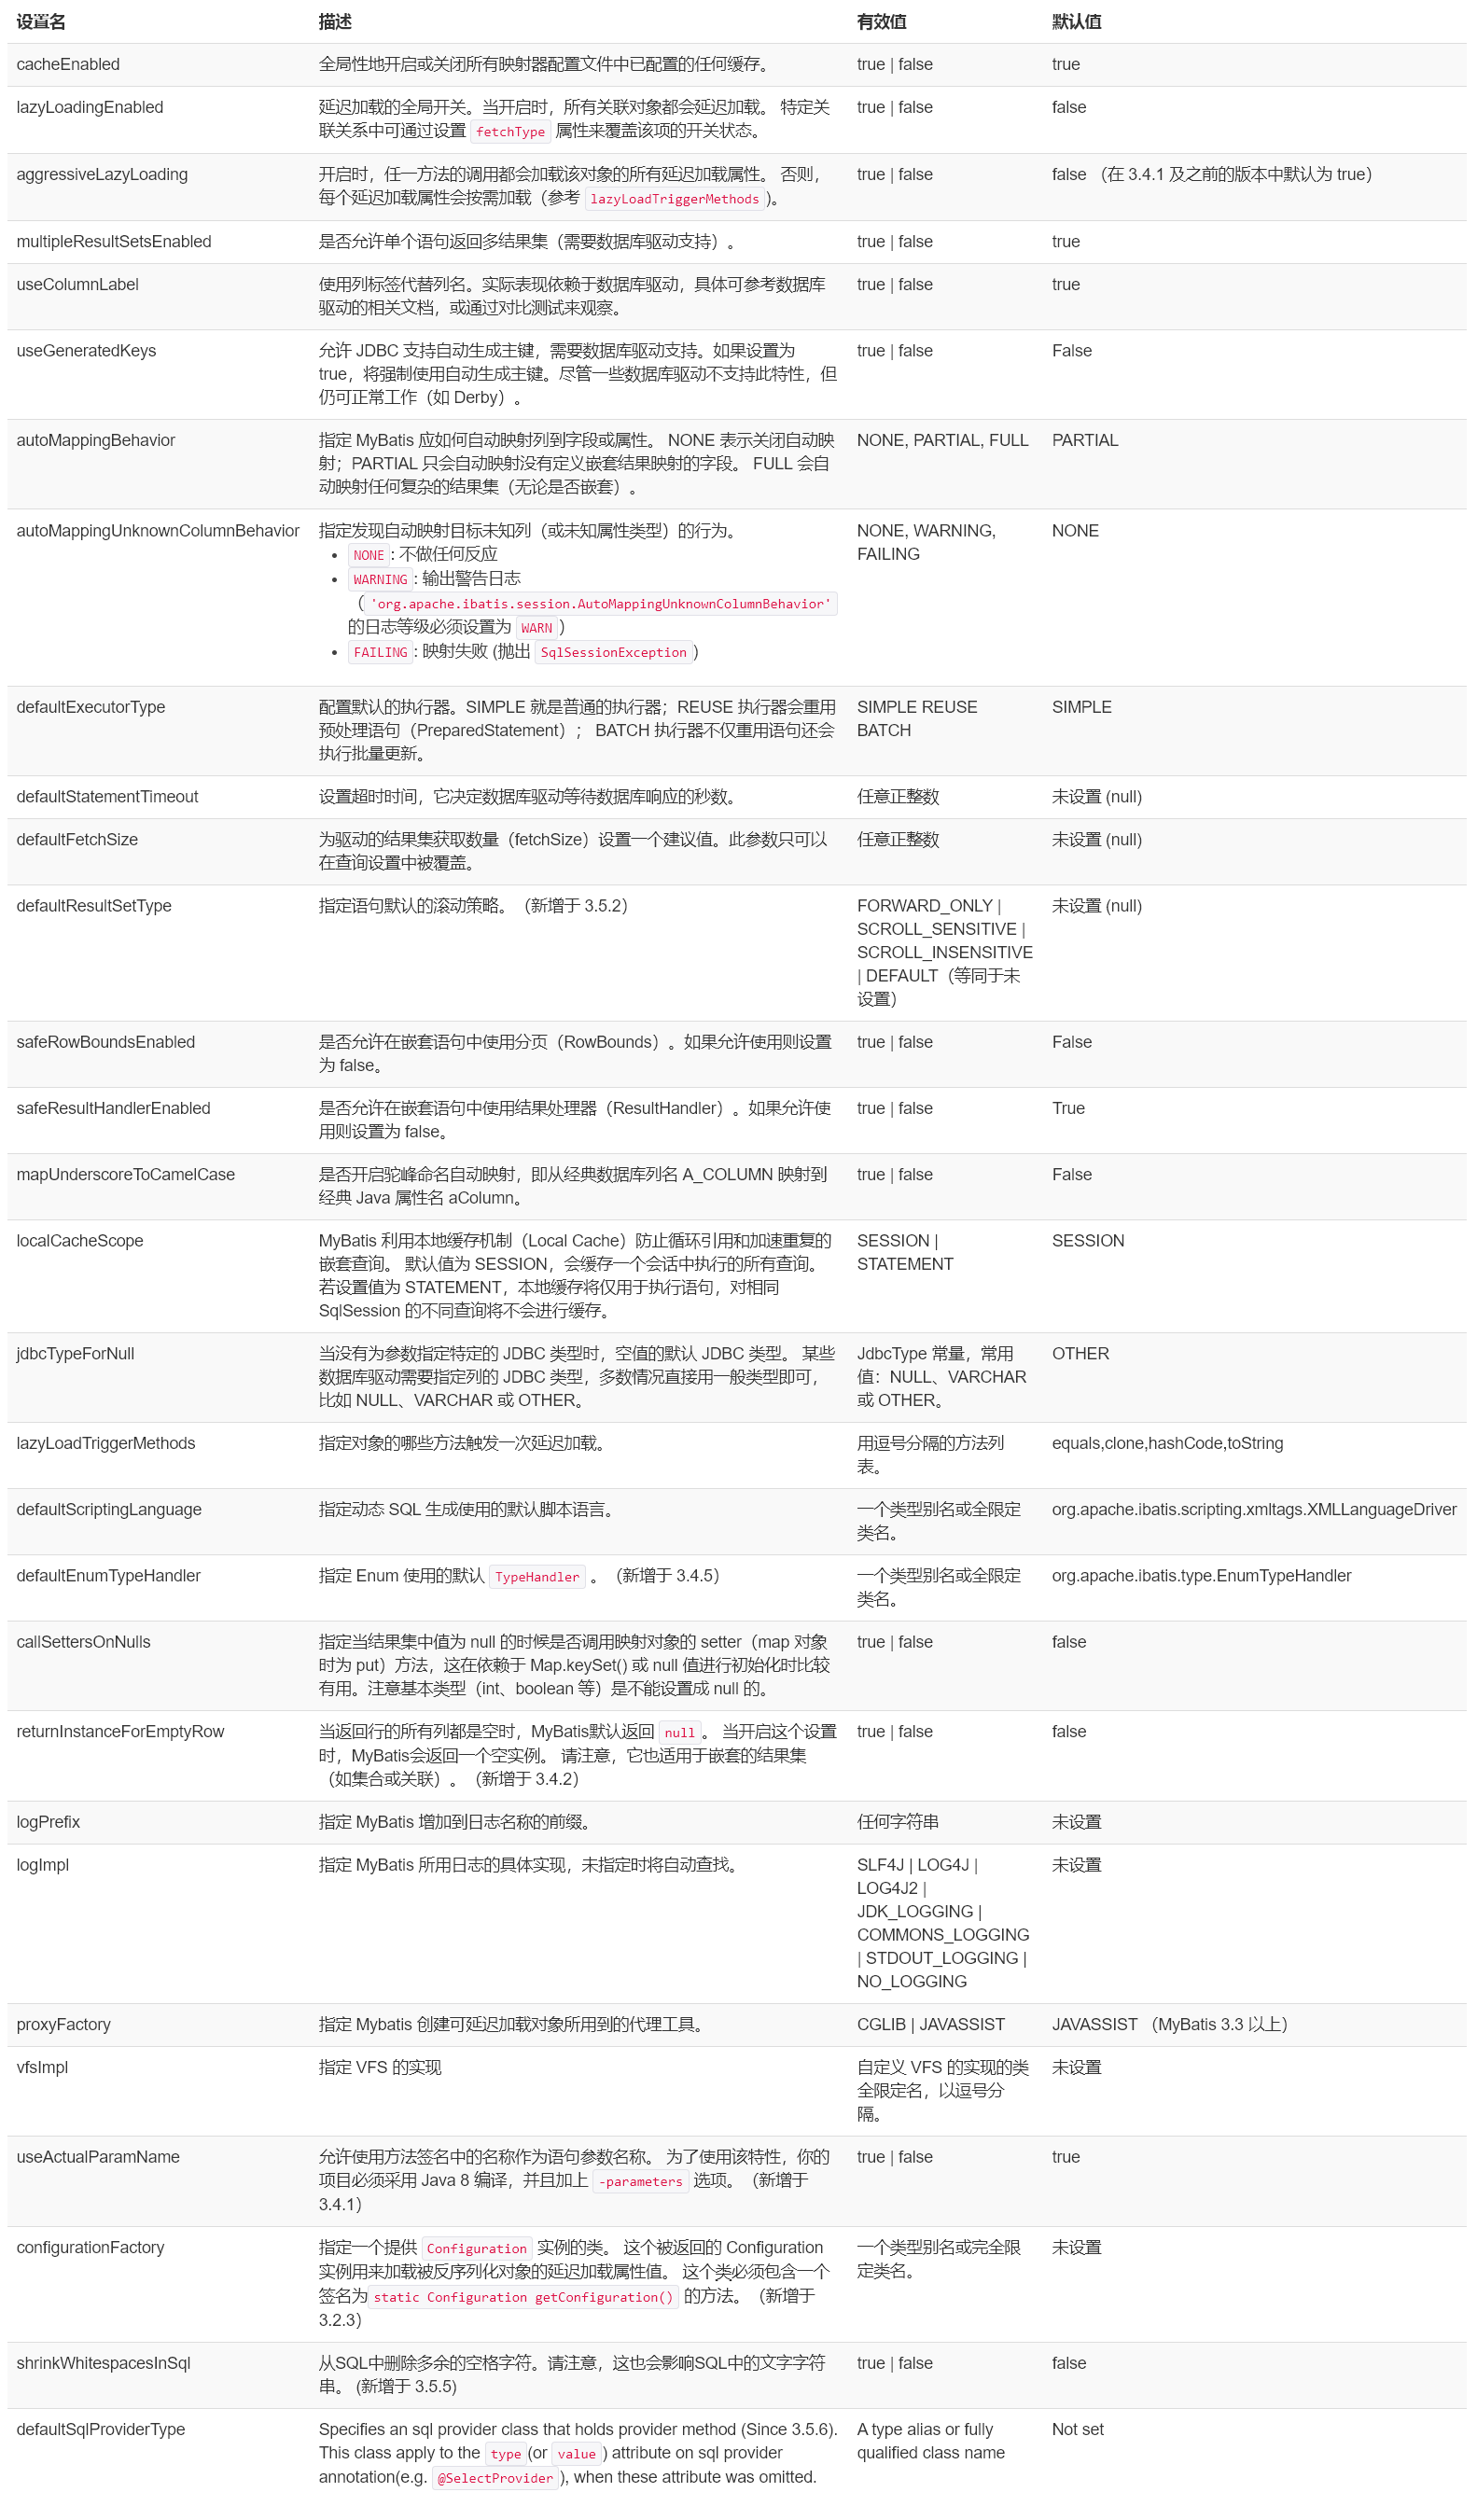 设置名 描述 有效值 默认值
cacheEnabled 全局性地开启或关闭所有映射器配置文件中已配置的任何缓存。 true | false true
lazyLoadingEnabled 延迟加载的全局开关。当开启时，所有关联对象都会延迟加载。 特定关 true | false false
联关系中可通过设置 fetchType 属性来覆盖该项的开关状态。
aggressiveLazyLoading 开启时，任一方法的调用都会加载该对象的所有延迟加载属性。 否则， true | false false （在 3.4.1 及之前的版本中默认为 true）
每个延迟加载属性会按需加载（参考 lazyLoadTriggerMethods)。
multipleResultSetsEnabled 是否允许单个语句返回多结果集（需要数据库驱动支持）。 true | false true
useColumnLabel 使用列标签代替列名。实际表现依赖于数据库驱动，具体可参考数据库 true | false true
驱动的相关文档，或通过对比测试来观察。
useGeneratedKeys 允许 JDBC 支持自动生成主键，需要数据库驱动支持。如果设置为 true | false False
true，将强制使用自动生成主键。尽管一些数据库驱动不支持此特性，但
仍可正常工作（如 Derby）。
autoMappingBehavior 指定 MyBatis 应如何自动映射列到字段或属性。 NONE 表示关闭自动映 NONE, PARTIAL, FULL PARTIAL
射；PARTIAL 只会自动映射没有定义嵌套结果映射的字段。 FULL 会自
动映射任何复杂的结果集（无论是否嵌套）。
autoMappingUnknownColumnBehavior 指定发现自动映射目标未知列（或未知属性类型）的行为。 NONE, WARNING, NONE
• NONE: 不做任何反应 FAILING
• WARNING: 输出警告日志
（'org.apache.ibatis.session.AutoMappingUnknownColumnBehavior'
的日志等级必须设置为 WARN）
• FAILING: 映射失败 (抛出 SqlSessionException)
defaultExecutorType 配置默认的执行器。SIMPLE 就是普通的执行器；REUSE 执行器会重用 SIMPLE REUSE SIMPLE
预处理语句（PreparedStatement）； BATCH 执行器不仅重用语句还会 BATCH
执行批量更新。
defaultStatementTimeout 设置超时时间，它决定数据库驱动等待数据库响应的秒数。 任意正整数 未设置 (null)
defaultFetchSize 为驱动的结果集获取数量（fetchSize）设置一个建议值。此参数只可以 任意正整数 未设置 (null)
在查询设置中被覆盖。
defaultResultSetType 指定语句默认的滚动策略。（新增于 3.5.2） FORWARD_ONLY | 未设置 (null)
SCROLL_SENSITIVE |
SCROLL_INSENSITIVE
| DEFAULT（等同于未
设置）
safeRowBoundsEnabled 是否允许在嵌套语句中使用分页（RowBounds）。如果允许使用则设置 true | false False
为 false。
safeResultHandlerEnabled 是否允许在嵌套语句中使用结果处理器（ResultHandler）。如果允许使 true | false True
用则设置为 false。
mapUnderscoreToCamelCase 是否开启驼峰命名自动映射，即从经典数据库列名 A_COLUMN 映射到 true | false False
经典 Java 属性名 aColumn。
localCacheScope MyBatis 利用本地缓存机制（Local Cache）防止循环引用和加速重复的 SESSION | SESSION
嵌套查询。 默认值为 SESSION，会缓存一个会话中执行的所有查询。 STATEMENT
若设置值为 STATEMENT，本地缓存将仅用于执行语句，对相同
SqlSession 的不同查询将不会进行缓存。
jdbcTypeForNull 当没有为参数指定特定的 JDBC 类型时，空值的默认 JDBC 类型。 某些 JdbcType 常量，常用 OTHER
数据库驱动需要指定列的 JDBC 类型，多数情况直接用一般类型即可， 值：NULL、VARCHAR
比如 NULL、VARCHAR 或 OTHER。 或 OTHER。
lazyLoadTriggerMethods 指定对象的哪些方法触发一次延迟加载。 用逗号分隔的方法列 equals,clone,hashCode,toString
表。
defaultScriptingLanguage 指定动态 SQL 生成使用的默认脚本语言。 一个类型别名或全限定 org.apache.ibatis.scripting.xmltags.XMLLanguageDriver
类名。
defaultEnumTypeHandler 指定 Enum 使用的默认 TypeHandler 。（新增于 3.4.5） 一个类型别名或全限定 org.apache.ibatis.type.EnumTypeHandler
类名。
callSettersOnNulls 指定当结果集中值为 null 的时候是否调用映射对象的 setter（map 对象 true | false false
时为 put）方法，这在依赖于 Map.keySet() 或 null 值进行初始化时比较
有用。注意基本类型（int、boolean 等）是不能设置成 null 的。
returnInstanceForEmptyRow 当返回行的所有列都是空时，MyBatis默认返回 null。 当开启这个设置 true | false false
时，MyBatis会返回一个空实例。 请注意，它也适用于嵌套的结果集
（如集合或关联）。（新增于 3.4.2）
logPrefix 指定 MyBatis 增加到日志名称的前缀。 任何字符串 未设置
logImpl 指定 MyBatis 所用日志的具体实现，未指定时将自动查找。 SLF4J | LOG4J | 未设置
LOG4J2 |
JDK_LOGGING |
COMMONS_LOGGING
| STDOUT_LOGGING |
NO_LOGGING
proxyFactory 指定 Mybatis 创建可延迟加载对象所用到的代理工具。 CGLIB | JAVASSIST JAVASSIST （MyBatis 3.3 以上）
vfsImpl 指定 VFS 的实现 自定义 VFS 的实现的类 未设置
全限定名，以逗号分
隔。
useActualParamName 允许使用方法签名中的名称作为语句参数名称。 为了使用该特性，你的 true | false true
项目必须采用 Java 8 编译，并且加上 -parameters 选项。（新增于
3.4.1）
configurationFactory 指定一个提供 Configuration 实例的类。 这个被返回的 Configuration 一个类型别名或完全限 未设置
实例用来加载被反序列化对象的延迟加载属性值。 这个类必须包含一个 定类名。
签名为static Configuration getConfiguration() 的方法。（新增于
3.2.3）
shrinkWhitespacesInSql 从SQL中删除多余的空格字符。请注意，这也会影响SQL中的文字字符 true | false false
串。 (新增于 3.5.5)
defaultSqlProviderType Specifies an sql provider class that holds provider method (Since 3.5.6). A type alias or fully Not set
This class apply to the type(or value) attribute on sql provider qualified class name
annotation(e.g. @SelectProvider), when these attribute was omitted.